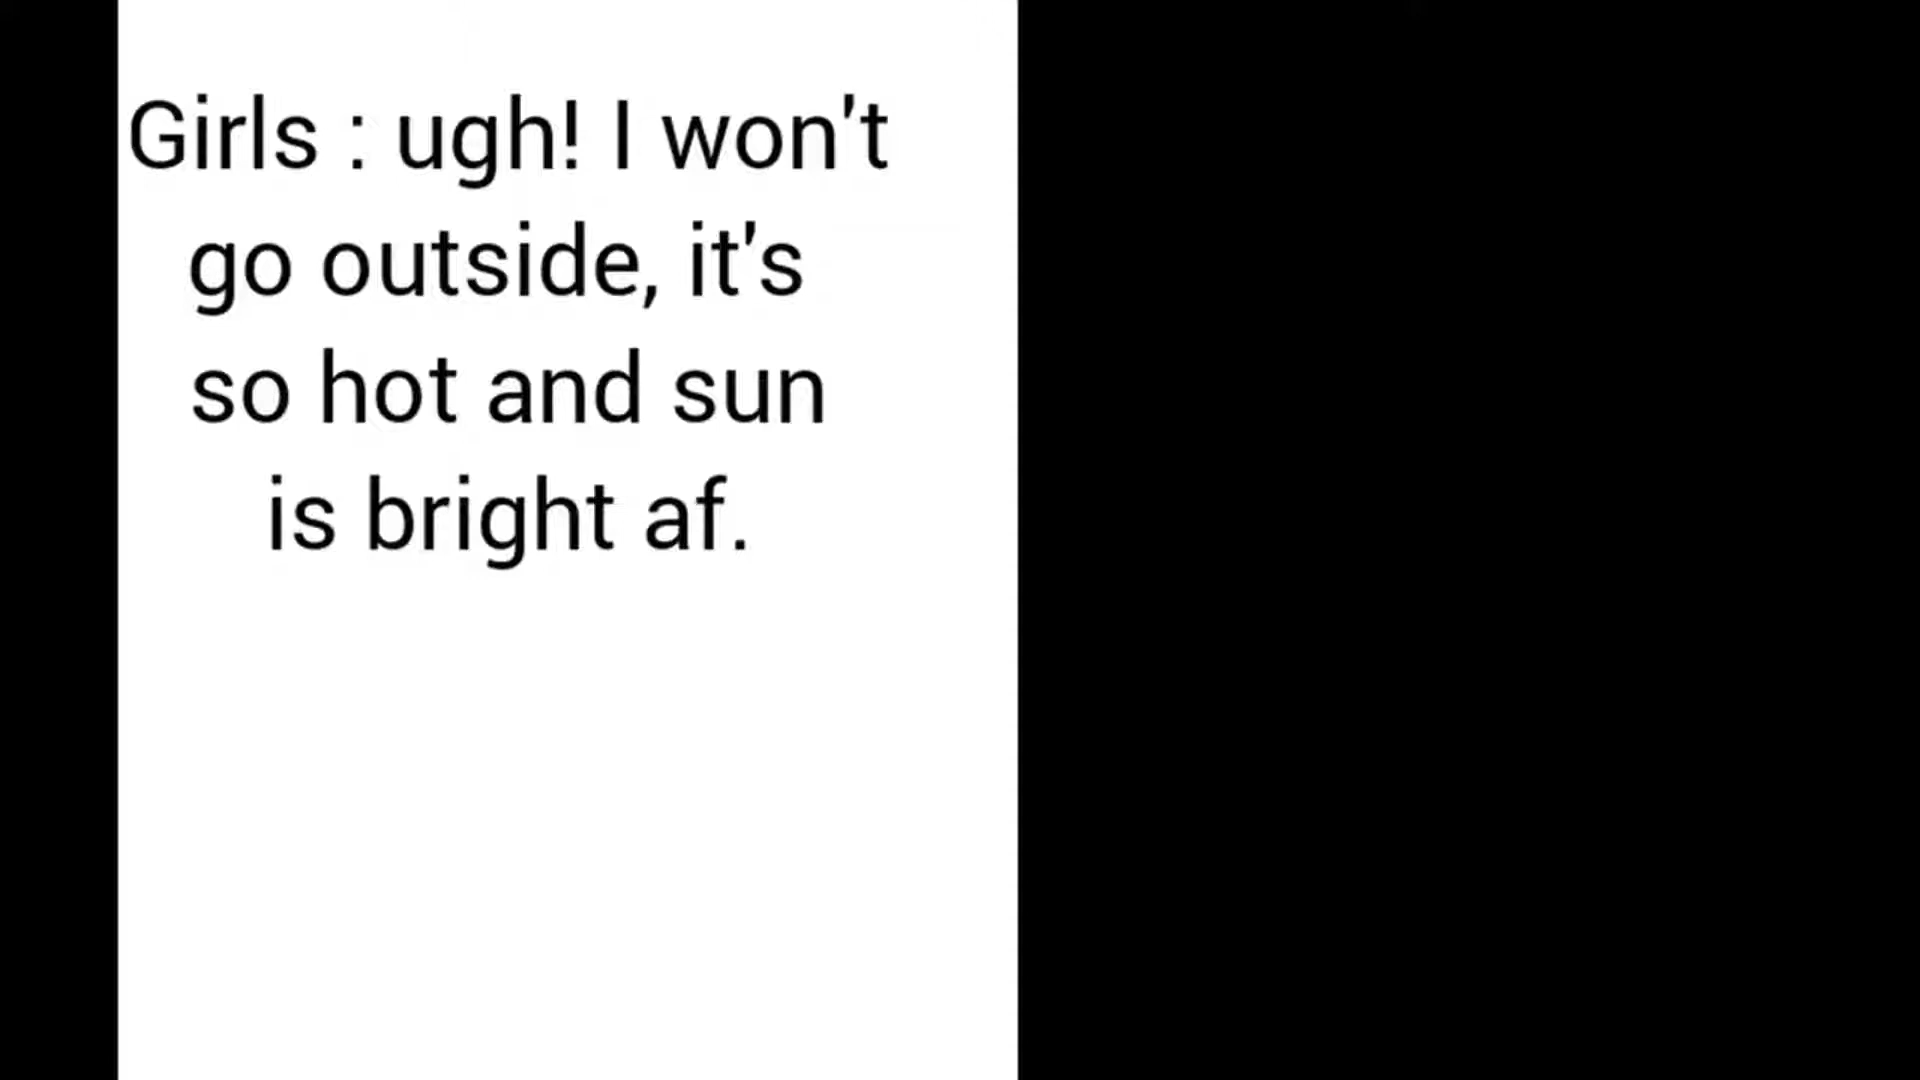 Girls : ugh! I won't
go outside, it's
so hot and sun
is bright af.